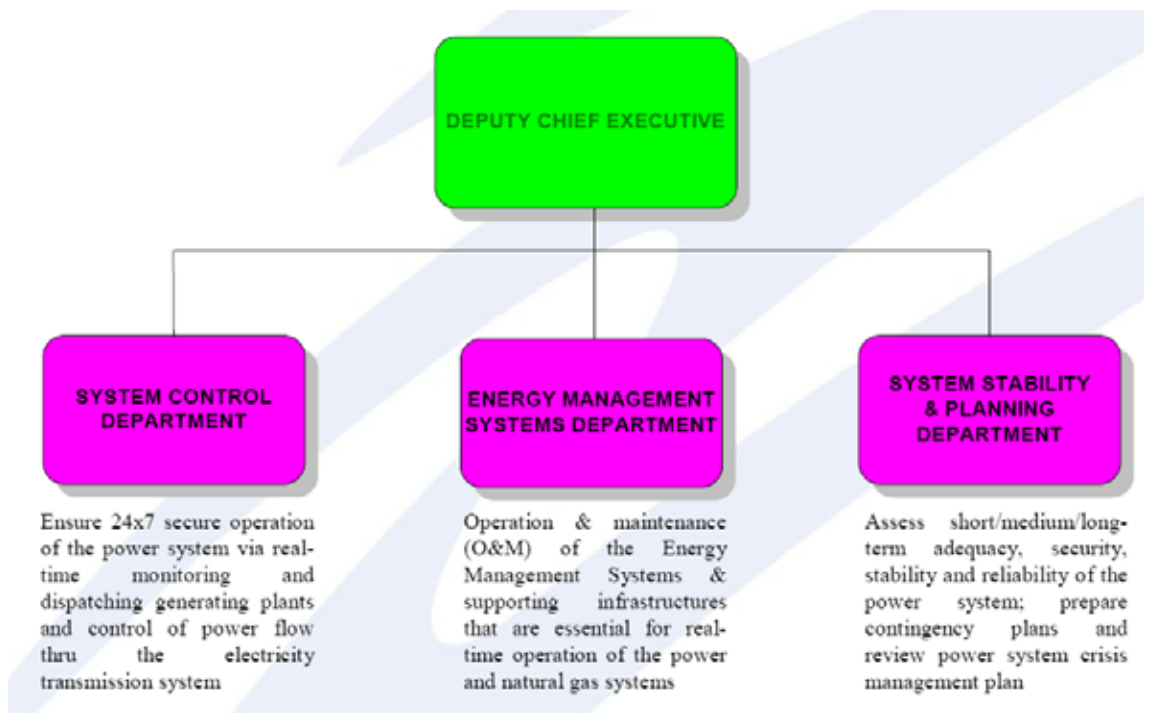 DEPUTY CHIEF EXECUTIVE
SYSTEM CONTROL
DEPARTMENT
Ensure 24x7 secure operation
of the power system via real-
time monitoring and
dispatching generating plants
and control of power flow
thru the electricity
transmission system
ENERGY MANAGEMENT
SYSTEMS DEPARTMENT
Operation & maintenance
(O&M) of the Energy
Management Systems &
supporting infrastructures
that are essential for real-
time operation of the power
and natural gas systems
SYSTEM STABILITY
& PLANNING
DEPARTMENT
Assess short/medium/long-
term adequacy, security,
stability and reliability of the
power system; prepare
contingency plans and
review power system crisis
management plan